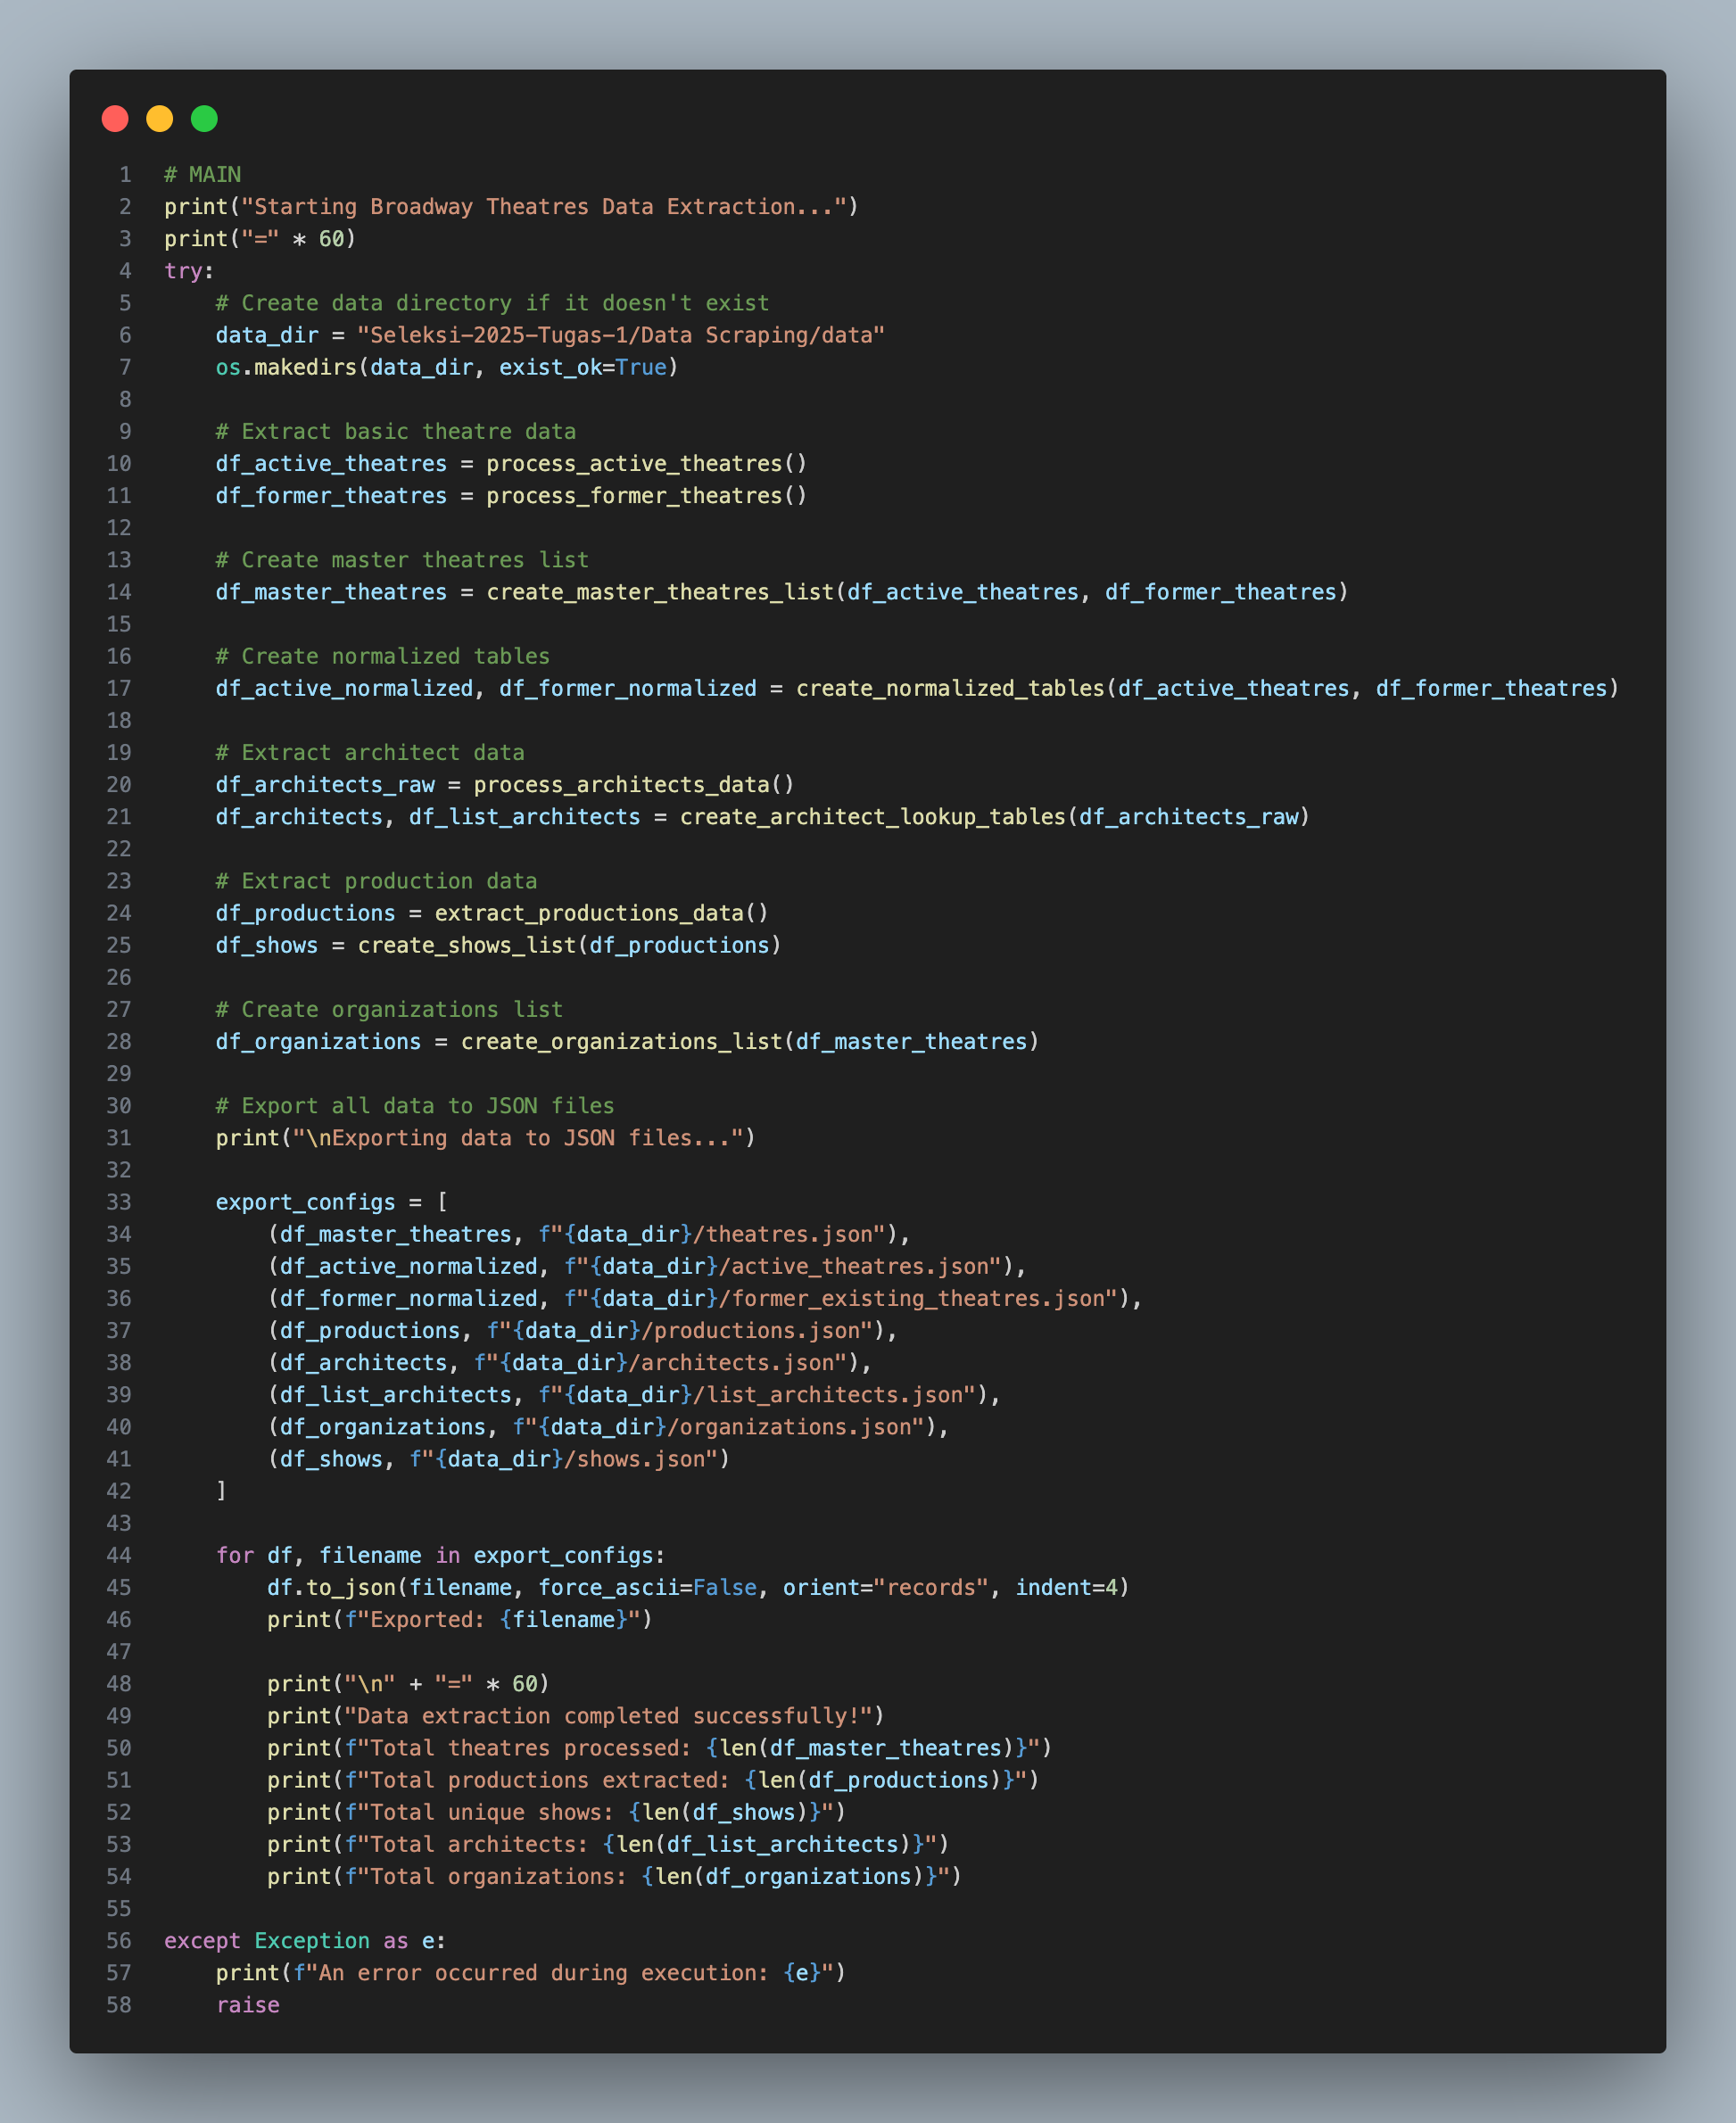 1 # MAIN
2 print("Starting Broadway Theatres Data Extraction...")
3 print("=" * 60)
4 try:
5     # Create data directory if it doesn't exist
6     data_dir = "Seleksi-2025-Tugas-1/Data Scraping/data"
7     os.makedirs(data_dir, exist_ok=True)
8
9     # Extract basic theatre data
10     df_active_theatres = process_active_theatres()
11     df_former_theatres = process_former_theatres()
12
13     # Create master theatres list
14     df_master_theatres = create_master_theatres_list(df_active_theatres, df_former_theatres)
15
16     # Create normalized tables
17     df_active_normalized, df_former_normalized = create_normalized_tables(df_active_theatres, df_former_theatres)
18
19     # Extract architect data
20     df_architects_raw = process_architects_data()
21     df_architects, df_list_architects = create_architect_lookup_tables(df_architects_raw)
22
23     # Extract production data
24     df_productions = extract_productions_data()
25     df_shows = create_shows_list(df_productions)
26
27     # Create organizations list
28     df_organizations = create_organizations_list(df_master_theatres)
29
30     # Export all data to JSON files
31     print("\nExporting data to JSON files...")
32
33     export_configs = [
34         (df_master_theatres, f"{data_dir}/theatres.json"),
35         (df_active_normalized, f"{data_dir}/active_theatres.json"),
36         (df_former_normalized, f"{data_dir}/former_existing_theatres.json"),
37         (df_productions, f"{data_dir}/productions.json"),
38         (df_architects, f"{data_dir}/architects.json"),
39         (df_list_architects, f"{data_dir}/list_architects.json"),
40         (df_organizations, f"{data_dir}/organizations.json"),
41         (df_shows, f"{data_dir}/shows.json")
42     ]
43
44     for df, filename in export_configs:
45         df.to_json(filename, force_ascii=False, orient="records", indent=4)
46         print(f"Exported: {filename}")
47
48         print("\n" + "=" * 60)
49         print("Data extraction completed successfully!")
50         print(f"Total theatres processed: {len(df_master_theatres)}")
51         print(f"Total productions extracted: {len(df_productions)}")
52         print(f"Total unique shows: {len(df_shows)}")
53         print(f"Total architects: {len(df_list_architects)}")
54         print(f"Total organizations: {len(df_organizations)}")
55
56 except Exception as e:
57     print(f"An error occurred during execution: {e}")
58     raise